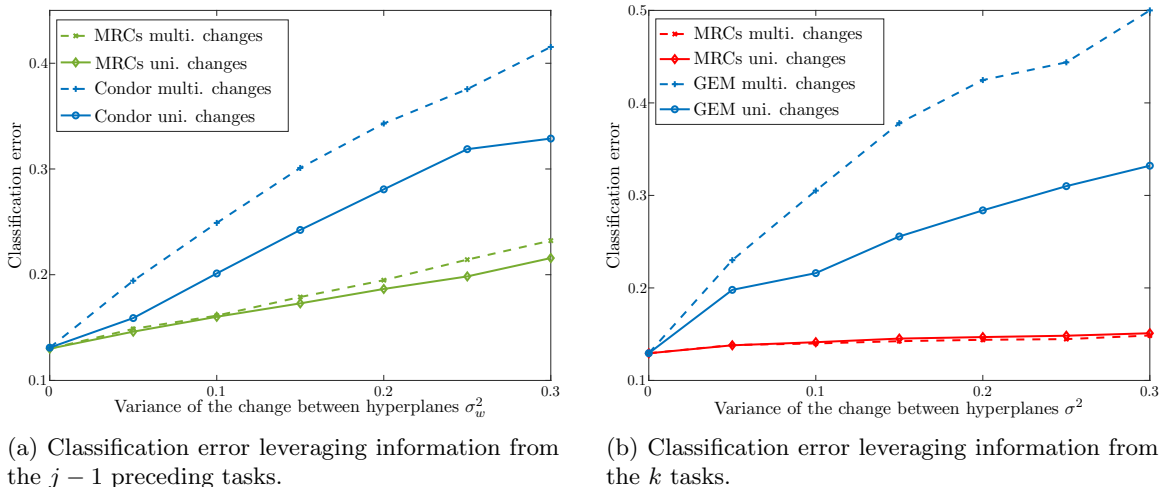 MRCs multi. changes
MRCs uni. changes
Condor multi. changes
Condor uni. changes
Classification error
0.4
0.3
0.2
0.1
0
0.1
0.2
0.3
Variance of the change between hyperplanes σ²_w
(a) Classification error leveraging information from
the j − 1 preceding tasks.
MRCs multi. changes
MRCs uni. changes
GEM multi. changes
GEM uni. changes
Classification error
0.5
0.4
0.3
0.2
0.1
0
0.1
0.2
0.3
Variance of the change between hyperplanes σ²
(b) Classification error leveraging information from
the k tasks.